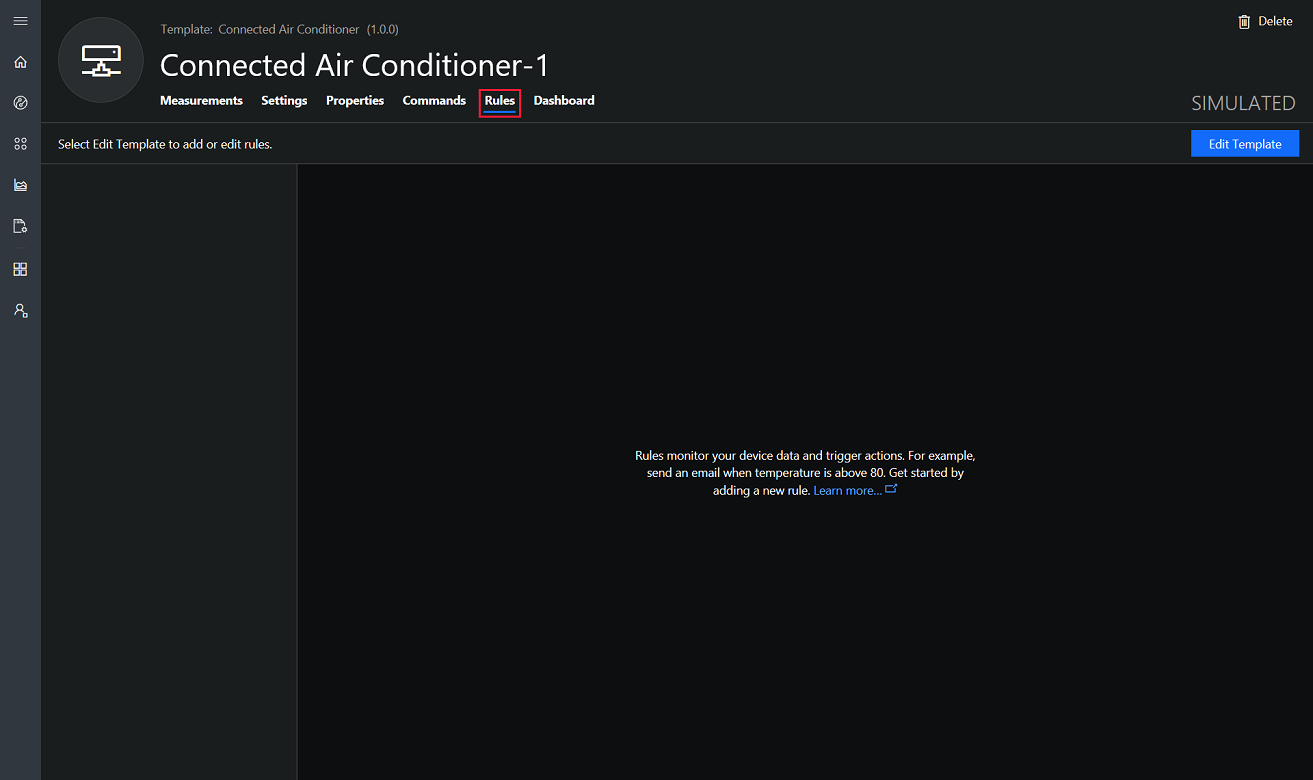 Template: Connected Air Conditioner (1.0.0)
Delete
Connected Air Conditioner-1
Measurements Settings Properties Commands Rules Dashboard
SIMULATED
Select Edit Template to add or edit rules.
Edit Template
Rules monitor your device data and trigger actions. For example,
send an email when temperature is above 80. Get started by
adding a new rule. Learn more...